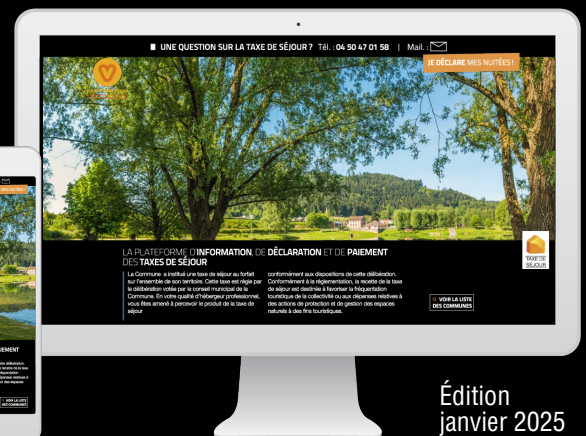 UNE QUESTION SUR LA TAXE DE SÉJOUR ? Tél. : 04 50 47 01 58 | Mail. :
JE DÉCLARE MES NUITÉES !
LA PLATEFORME D'INFORMATION, DE DÉCLARATION ET DE PAIEMENT
DES TAXES DE SÉJOUR
La Commune a institué une taxe de séjour au forfait
sur l'ensemble de son territoire. Cette taxe est régie par
la délibération votée par le conseil municipal de la
Commune. En votre qualité d'hébergeur professionnel,
vous êtes amené à percevoir le produit de la taxe de
séjour
conformément aux dispositions de cette délibération.
Conformément à la réglementation, la recette de la taxe
de séjour est destinée à favoriser la fréquentation
touristique de la collectivité ou aux dépenses relatives à
des actions de protection et de gestion des espaces
naturels à des fins touristiques.
TAXE DE
SÉJOUR
VOIR LA LISTE
DES COMMUNES
IEMENT
VOIR LA LISTE
DES COMMUNES
Édition
janvier 2025